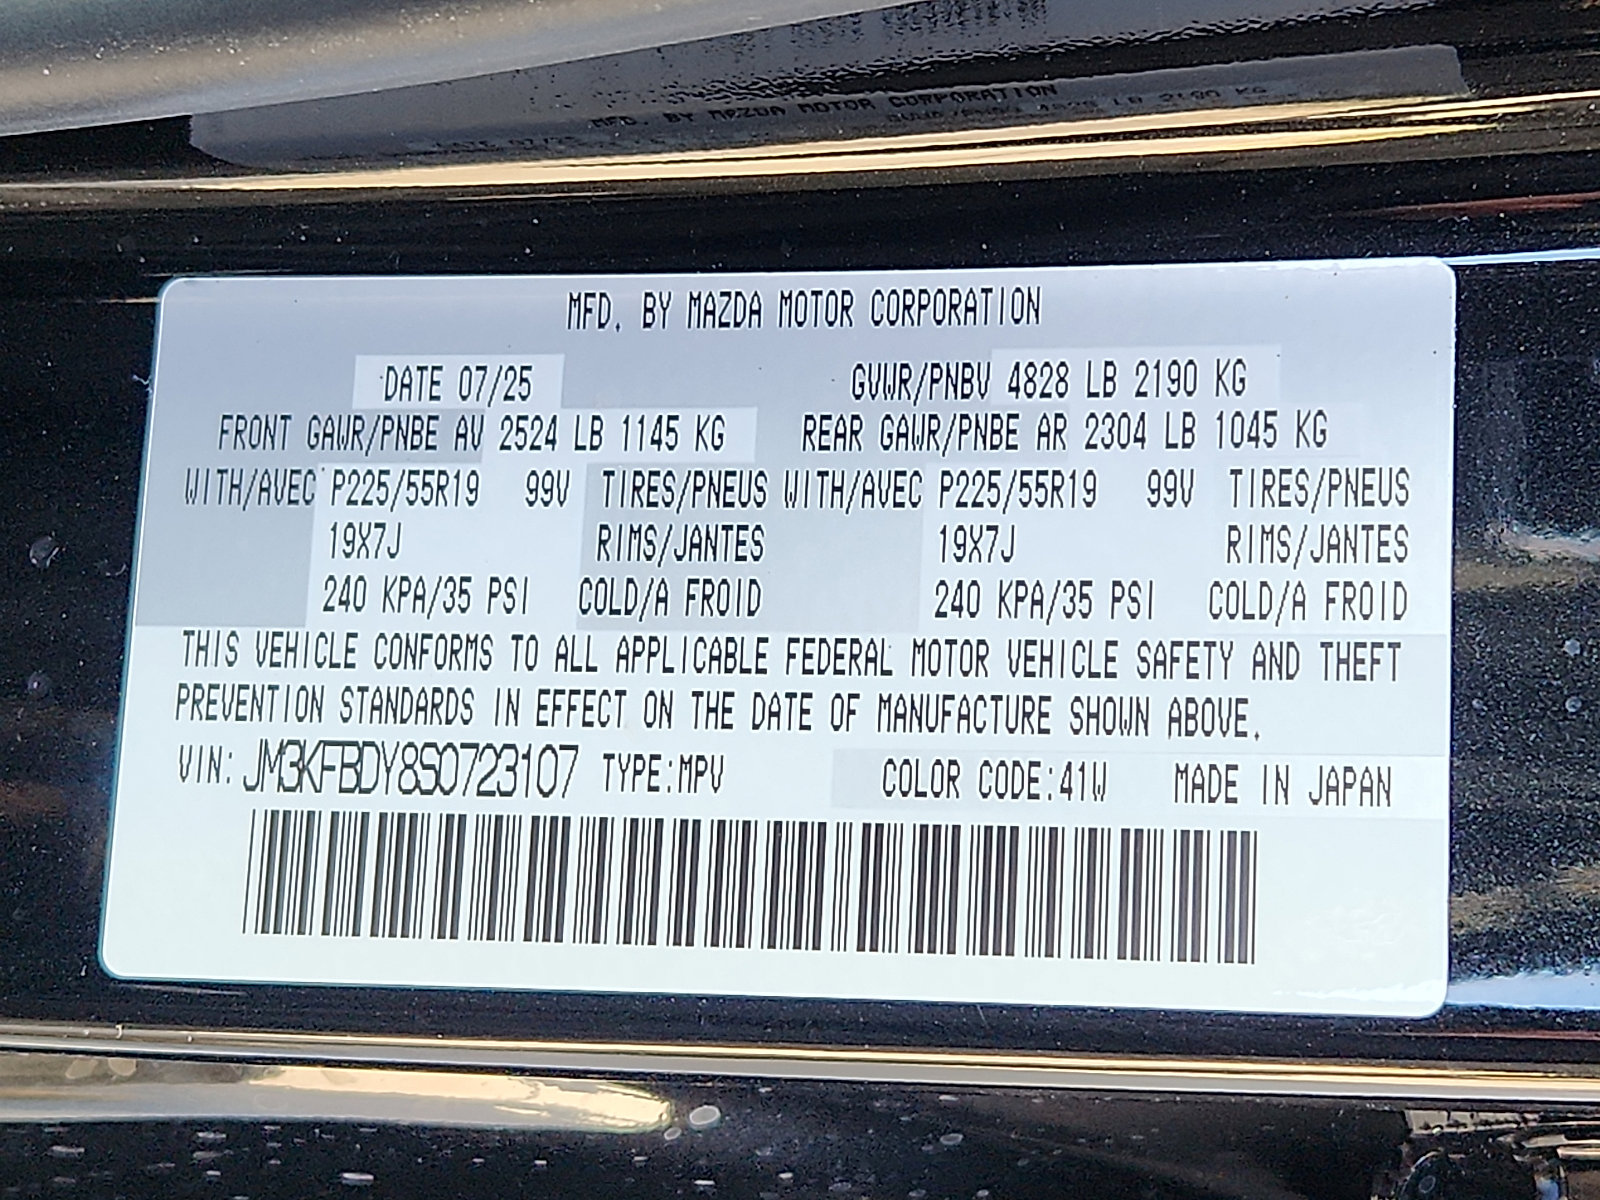 MFD. BY MAZDA MOTOR CORPORATION
MFD. BY MAZDA MOTOR CORPORATION
DATE 07/25 GVWR/PNBV 4828 LB 2190 KG
FRONT GAWR/PNBE AV 2524 LB 1145 KG REAR GAWR/PNBE AR 2304 LB 1045 KG
WITH/AVEC P225/55R19 99V TIRES/PNEUS WITH/AVEC P225/55R19 99V TIRES/PNEUS
19X7J RIMS/JANTES 19X7J RIMS/JANTES
240 KPA/35 PSI COLD/A FROID 240 KPA/35 PSI COLD/A FROID
THIS VEHICLE CONFORMS TO ALL APPLICABLE FEDERAL MOTOR VEHICLE SAFETY AND THEFT
PREVENTION STANDARDS IN EFFECT ON THE DATE OF MANUFACTURE SHOWN ABOVE.
VIN: JM3KFBDY8S0723107 TYPE:MPV COLOR CODE:41W MADE IN JAPAN